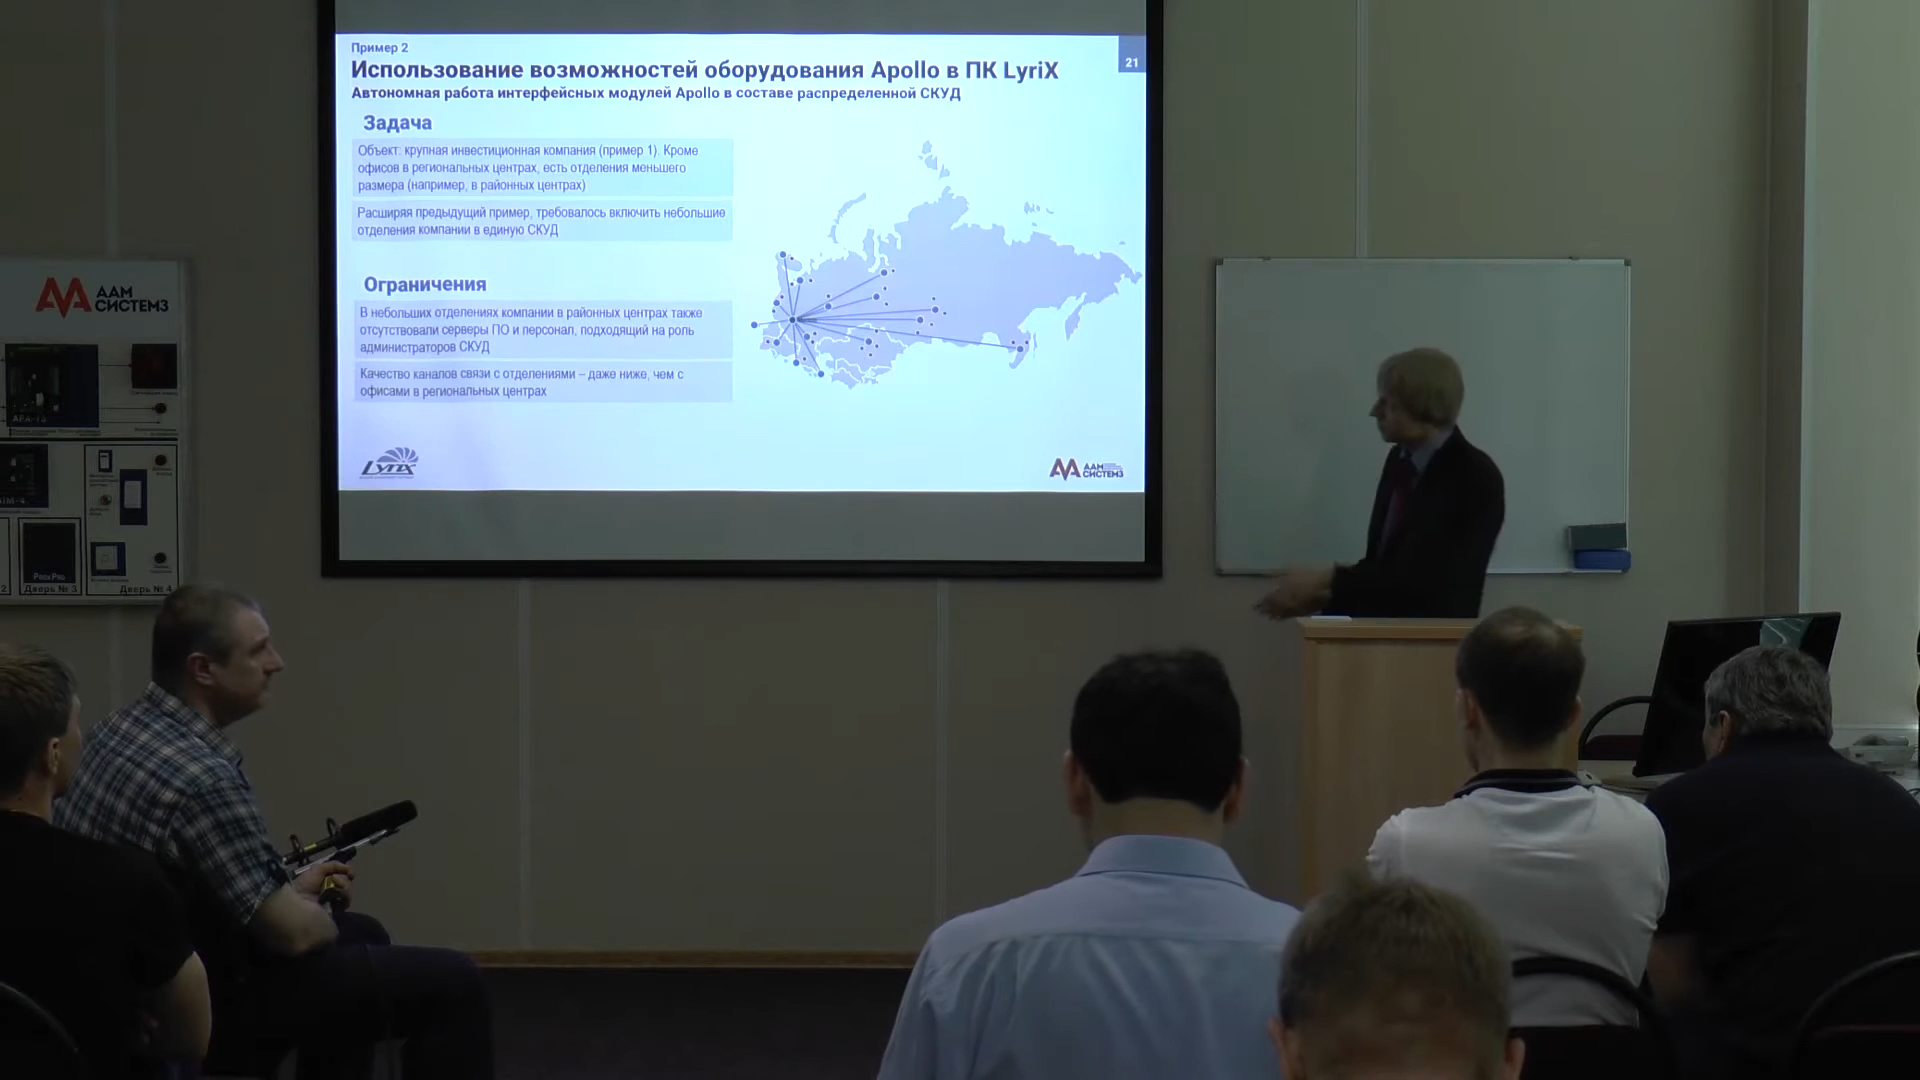 Пример 2
21
Использование возможностей оборудования Apollo в ПК LyriX
Автономная работа интерфейсных модулей Apollo в составе распределенной СКУД
Задача
Объект: крупная инвестиционная компания (пример 1). Кроме
офисов в региональных центрах, есть отделения меньшего
размера (например, в районных центрах)
Расширяя предыдущий пример, требовалось включить небольшие
отделения компании в единую СКУД
Ограничения
В небольших отделениях компании в районных центрах также
отсутствовали серверы ПО и персонал, подходящий на роль
администраторов СКУД
Качество каналов связи с отделениями – даже ниже, чем с
офисами в региональных центрах
Lyrix
ААМ
СИСТЕМЗ
ААМ
СИСТЕМЗ
AIM-4
ProxPro
2
Дверь № 3
Дверь № 4